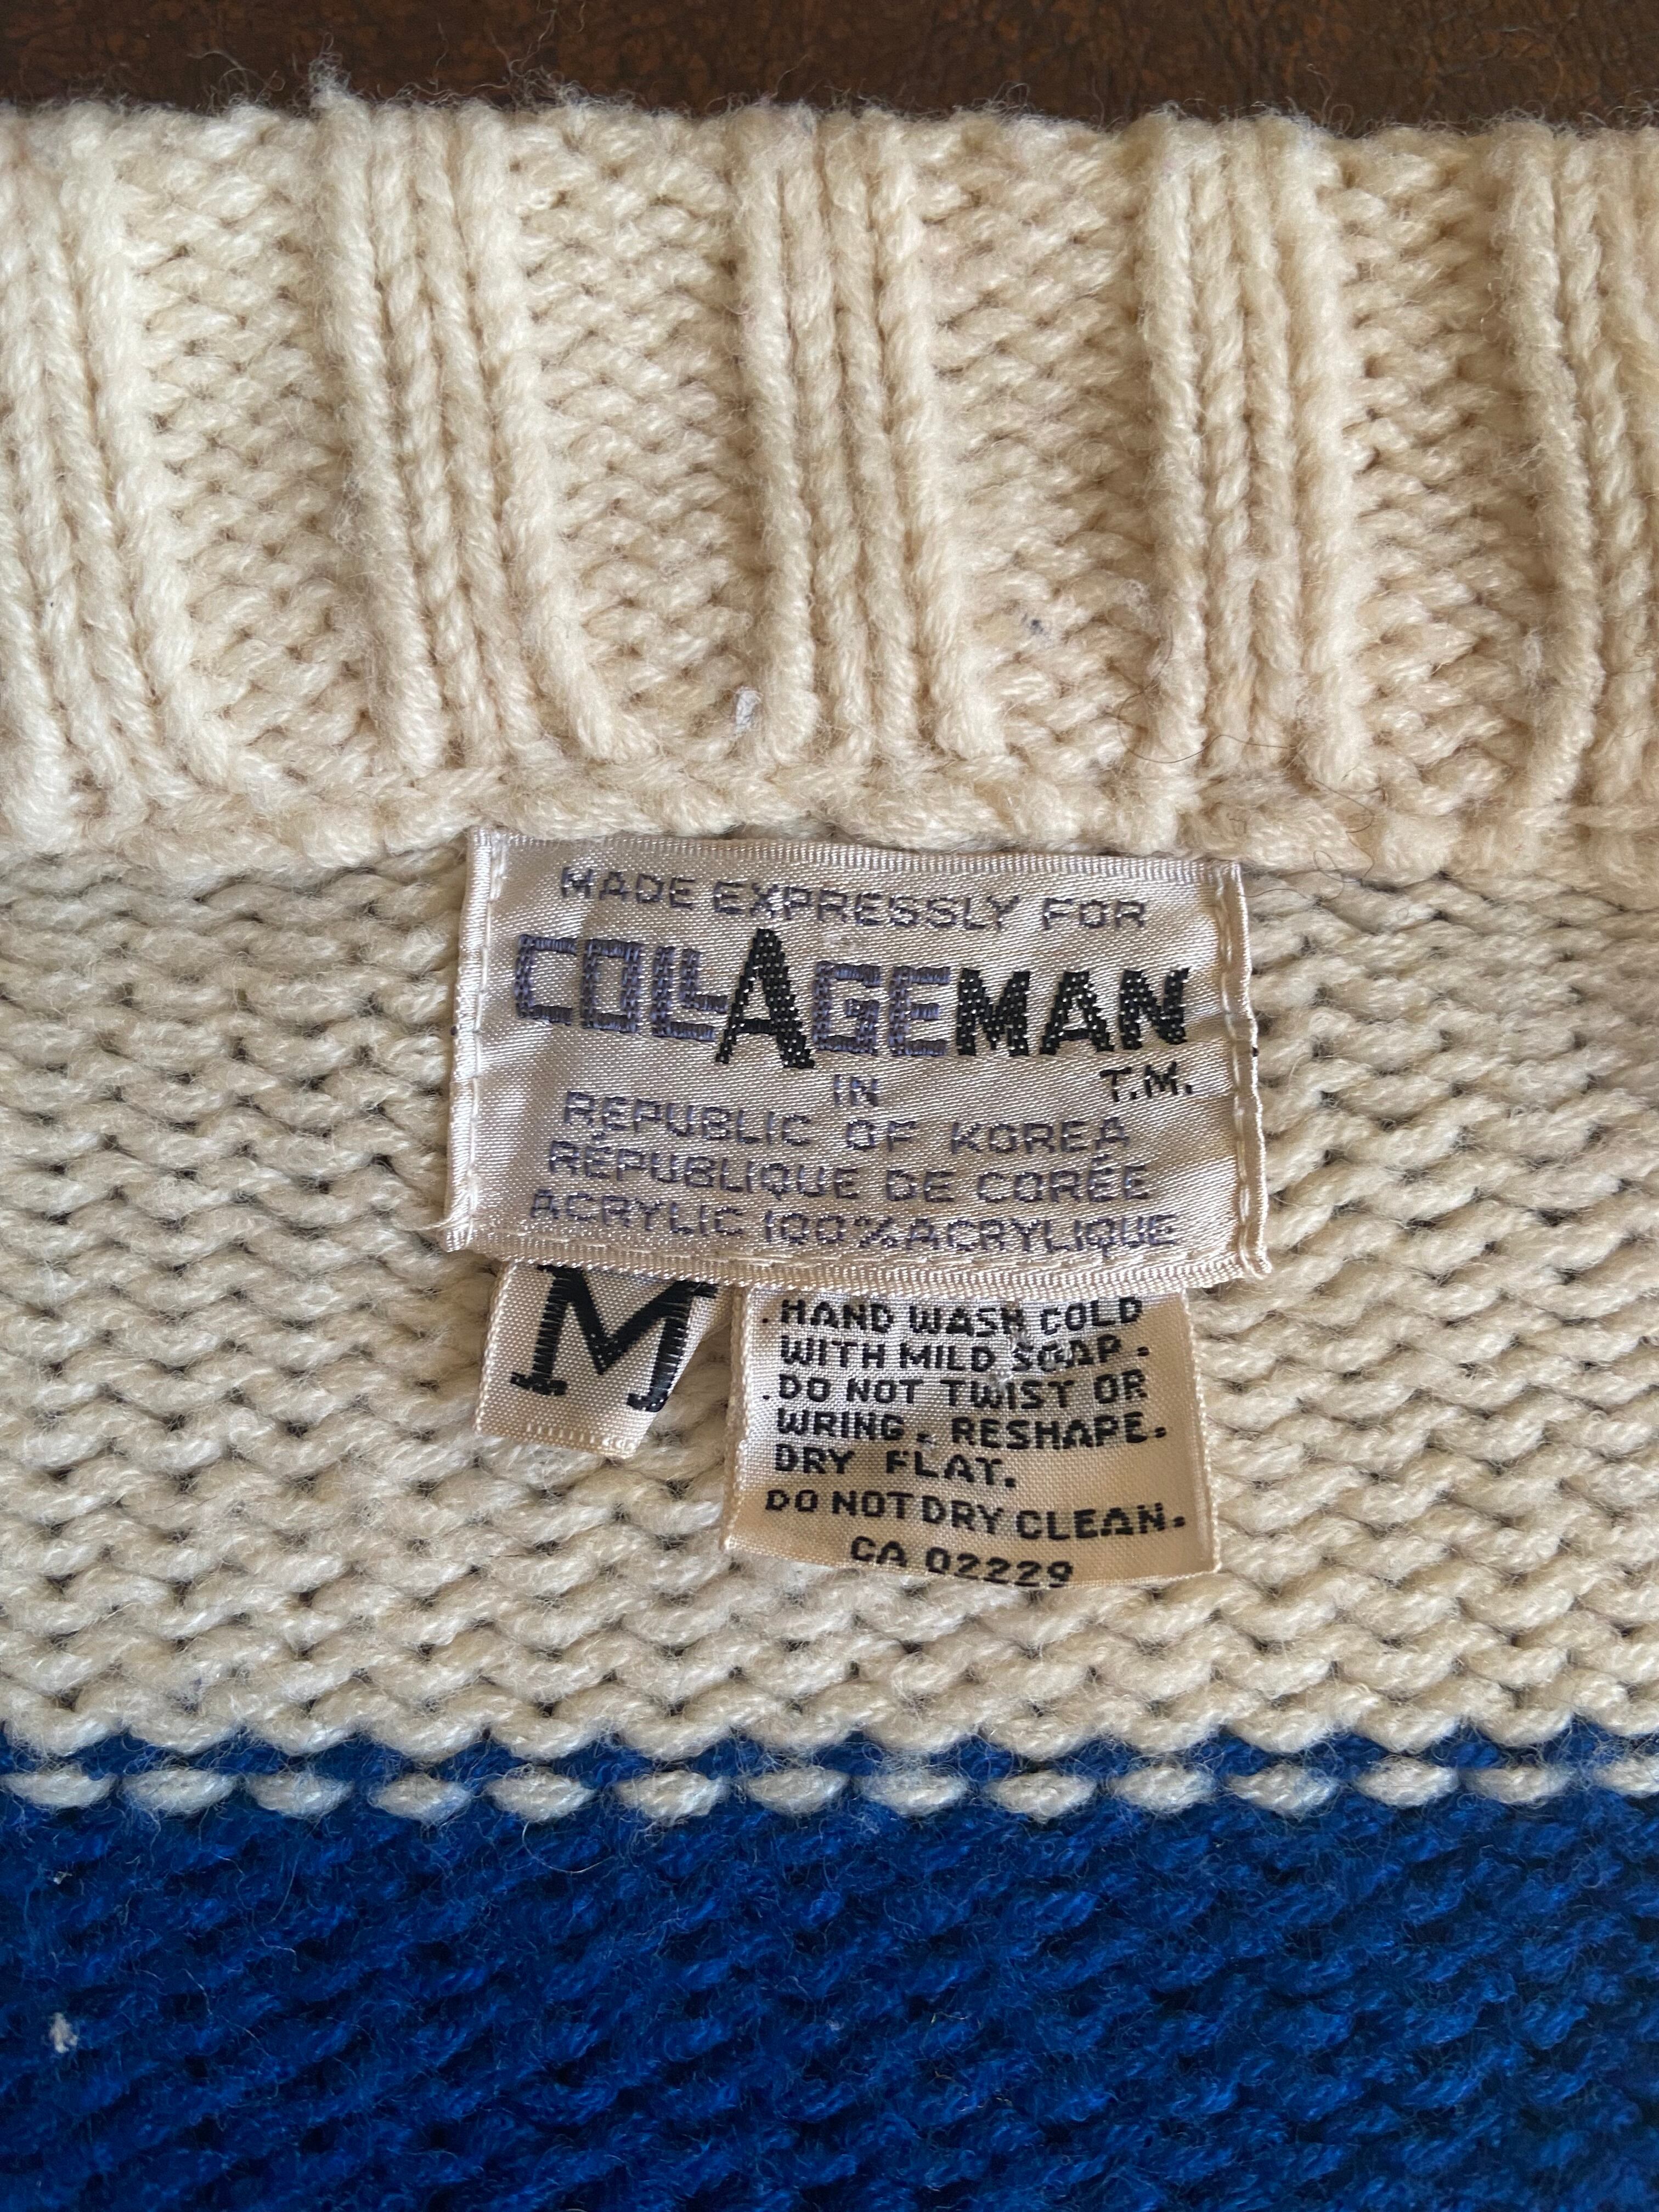 MADE EXPRESSLY FOR
COLLAGEMAN
T.M.
IN
REPUBLIC OF KOREA
RÉPUBLIQUE DE CORÉE
ACRYLIC 100% ACRYLIQUE
M
. HAND WASH COLD
WITH MILD SOAP .
. DO NOT TWIST OR
WRING . RESHAPE.
DRY FLAT.
DO NOT DRY CLEAN.
CA 02229